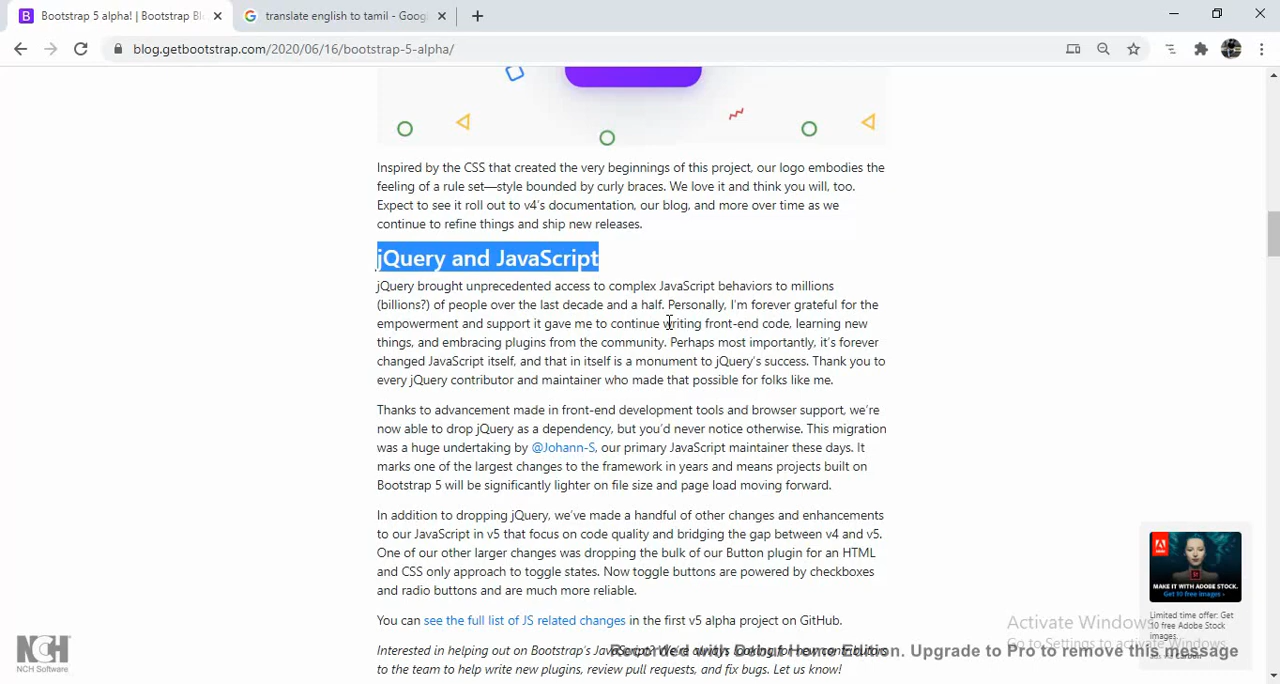 Bootstrap 5 alpha! | Bootstrap Bl
translate english to tamil - Goog
blog.getbootstrap.com/2020/06/16/bootstrap-5-alpha/
Inspired by the CSS that created the very beginnings of this project, our logo embodies the
feeling of a rule set—style bounded by curly braces. We love it and think you will, too.
Expect to see it roll out to v4's documentation, our blog, and more over time as we
continue to refine things and ship new releases.
jQuery and JavaScript
jQuery brought unprecedented access to complex JavaScript behaviors to millions
(billions?) of people over the last decade and a half. Personally, I'm forever grateful for the
empowerment and support it gave me to continue writing front-end code, learning new
things, and embracing plugins from the community. Perhaps most importantly, it's forever
changed JavaScript itself, and that in itself is a monument to jQuery's success. Thank you to
every jQuery contributor and maintainer who made that possible for folks like me.
Thanks to advancement made in front-end development tools and browser support, we're
now able to drop jQuery as a dependency, but you'd never notice otherwise. This migration
was a huge undertaking by @Johann-S, our primary JavaScript maintainer these days. It
marks one of the largest changes to the framework in years and means projects built on
Bootstrap 5 will be significantly lighter on file size and page load moving forward.
In addition to dropping jQuery, we've made a handful of other changes and enhancements
to our JavaScript in v5 that focus on code quality and bridging the gap between v4 and v5.
One of our other larger changes was dropping the bulk of our Button plugin for an HTML
and CSS only approach to toggle states. Now toggle buttons are powered by checkboxes
and radio buttons and are much more reliable.
You can see the full list of JS related changes in the first v5 alpha project on GitHub.
Interested in helping out on Bootstrap's JavaScript? We're always looking for new contributors
to the team to help write new plugins, review pull requests, and fix bugs. Let us know!
MAKE IT WITH ADOBE STOCK.
Get 10 free images ›
Limited time offer: Get
10 free Adobe Stock
images.
Activate Windows
Go to Settings to activate Windows.
Recorded with Debut Home Edition. Upgrade to Pro to remove this message
NCH
NCH Software